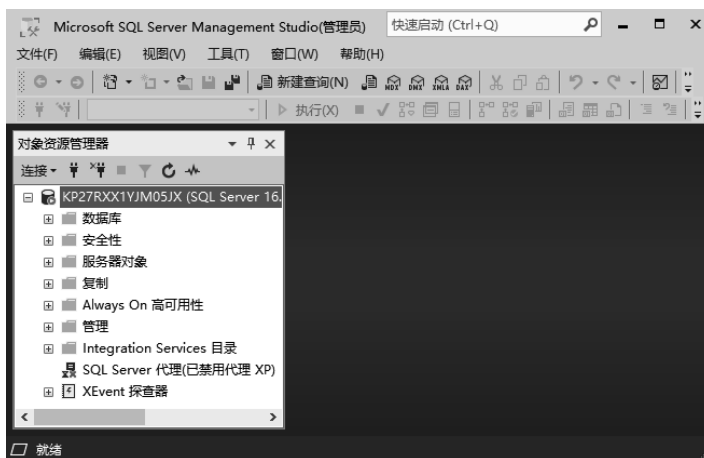 Microsoft SQL Server Management Studio(管理员) 快速启动 (Ctrl+Q)
文件(F) 编辑(E) 视图(V) 工具(T) 窗口(W) 帮助(H)
新建查询(N) MDX DMX XMLA DAX
执行(X)
对象资源管理器
连接
KP27RXX1YJM05JX (SQL Server 16.
数据库
安全性
服务器对象
复制
Always On 高可用性
管理
Integration Services 目录
SQL Server 代理(已禁用代理 XP)
XEvent 探查器
就绪